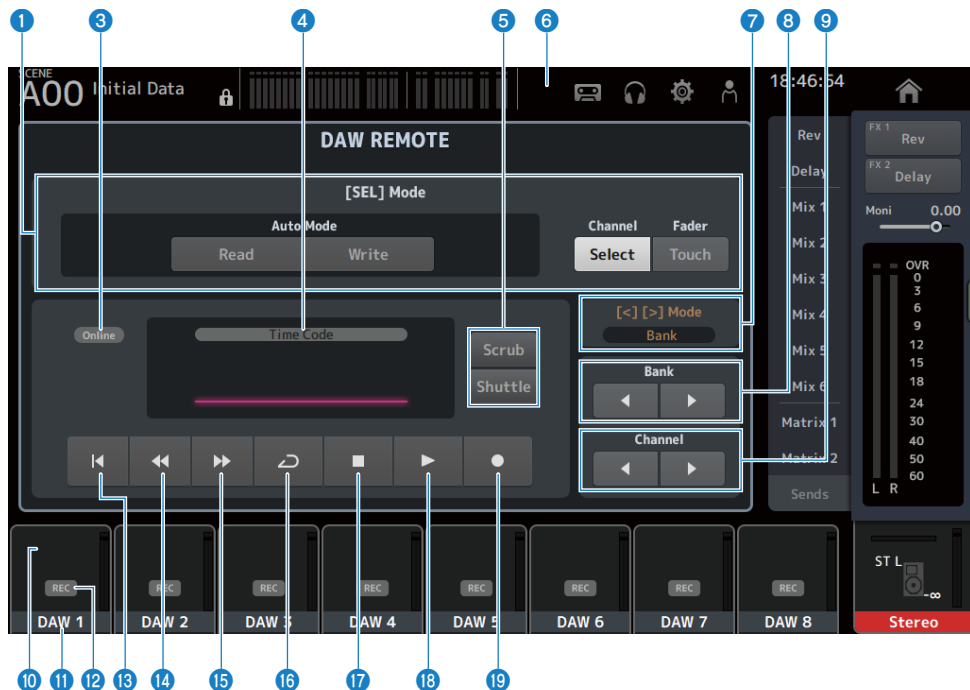 1 3 4 5 6 7 8 9
SCENE
A00 Initial Data
18:46:54
DAW REMOTE
[SEL] Mode
Auto Mode
Read Write
Channel Fader
Select Touch
Online
Time Code
Scrub
Shuttle
[<] [>] Mode
Bank
Bank
Channel
Rev
Delay
Mix 1
Mix 2
Mix 3
Mix 4
Mix 5
Mix 6
Matrix 1
Matrix 2
Sends
FX 1
Rev
FX 2
Delay
Moni 0.00
OVR
0
3
6
9
12
15
18
24
30
40
50
60
L R
REC REC REC REC REC REC REC REC
DAW 1 DAW 2 DAW 3 DAW 4 DAW 5 DAW 6 DAW 7 DAW 8
ST L
-∞
Stereo
10 11 12 13 14 15 16 17 18 19